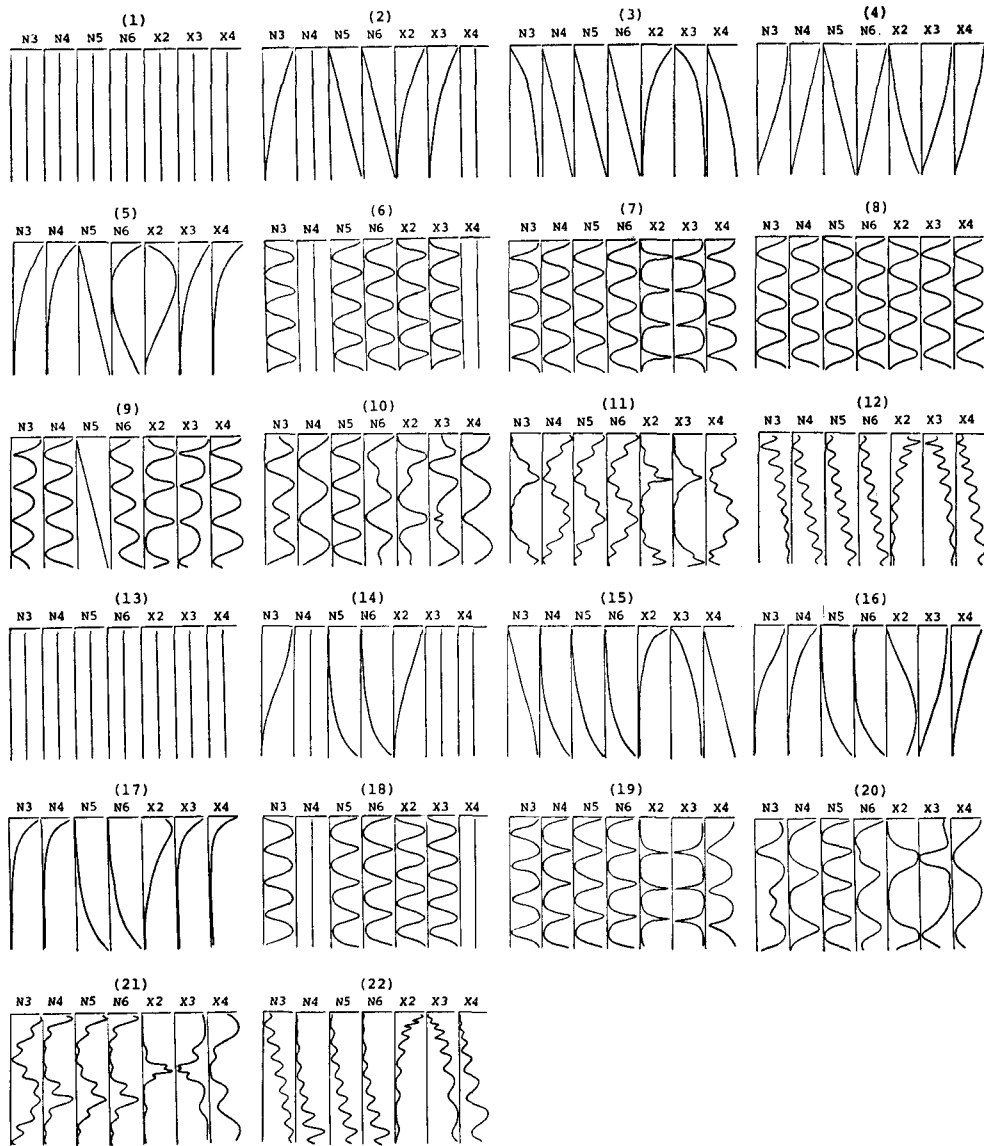 (1) (2) (3) (4)
N3 N4 N5 N6 X2 X3 X4 N3 N4 N5 N6 X2 X3 X4 N3 N4 N5 N6 X2 X3 X4 N3 N4 N5 N6. X2 X3 X4
(5) (6) (7) (8)
N3 N4 N5 N6 X2 X3 X4 N3 N4 N5 N6 X2 X3 X4 N3 N4 N5 N6 X2 X3 X4 N3 N4 N5 N6 X2 X3 X4
(9) (10) (11) (12)
N3 N4 N5 N6 X2 X3 X4 N3 N4 N5 N6 X2 X3 X4 N3 N4 N5 N6 X2 X3 X4 N3 N4 N5 N6 X2 X3 X4
(13) (14) (15) (16)
N3 N4 N5 N6 X2 X3 X4 N3 N4 N5 N6 X2 X3 X4 N3 N4 N5 N6 X2 X3 X4 N3 N4 N5 N6 X2 X3 X4
(17) (18) (19) (20)
N3 N4 N5 N6 X2 X3 X4 N3 N4 N5 N6 X2 X3 X4 N3 N4 N5 N6 X2 X3 X4 N3 N4 N5 N6 X2 X3 X4
(21) (22)
N3 N4 N5 N6 X2 X3 X4 N3 N4 N5 N6 X2 X3 X4